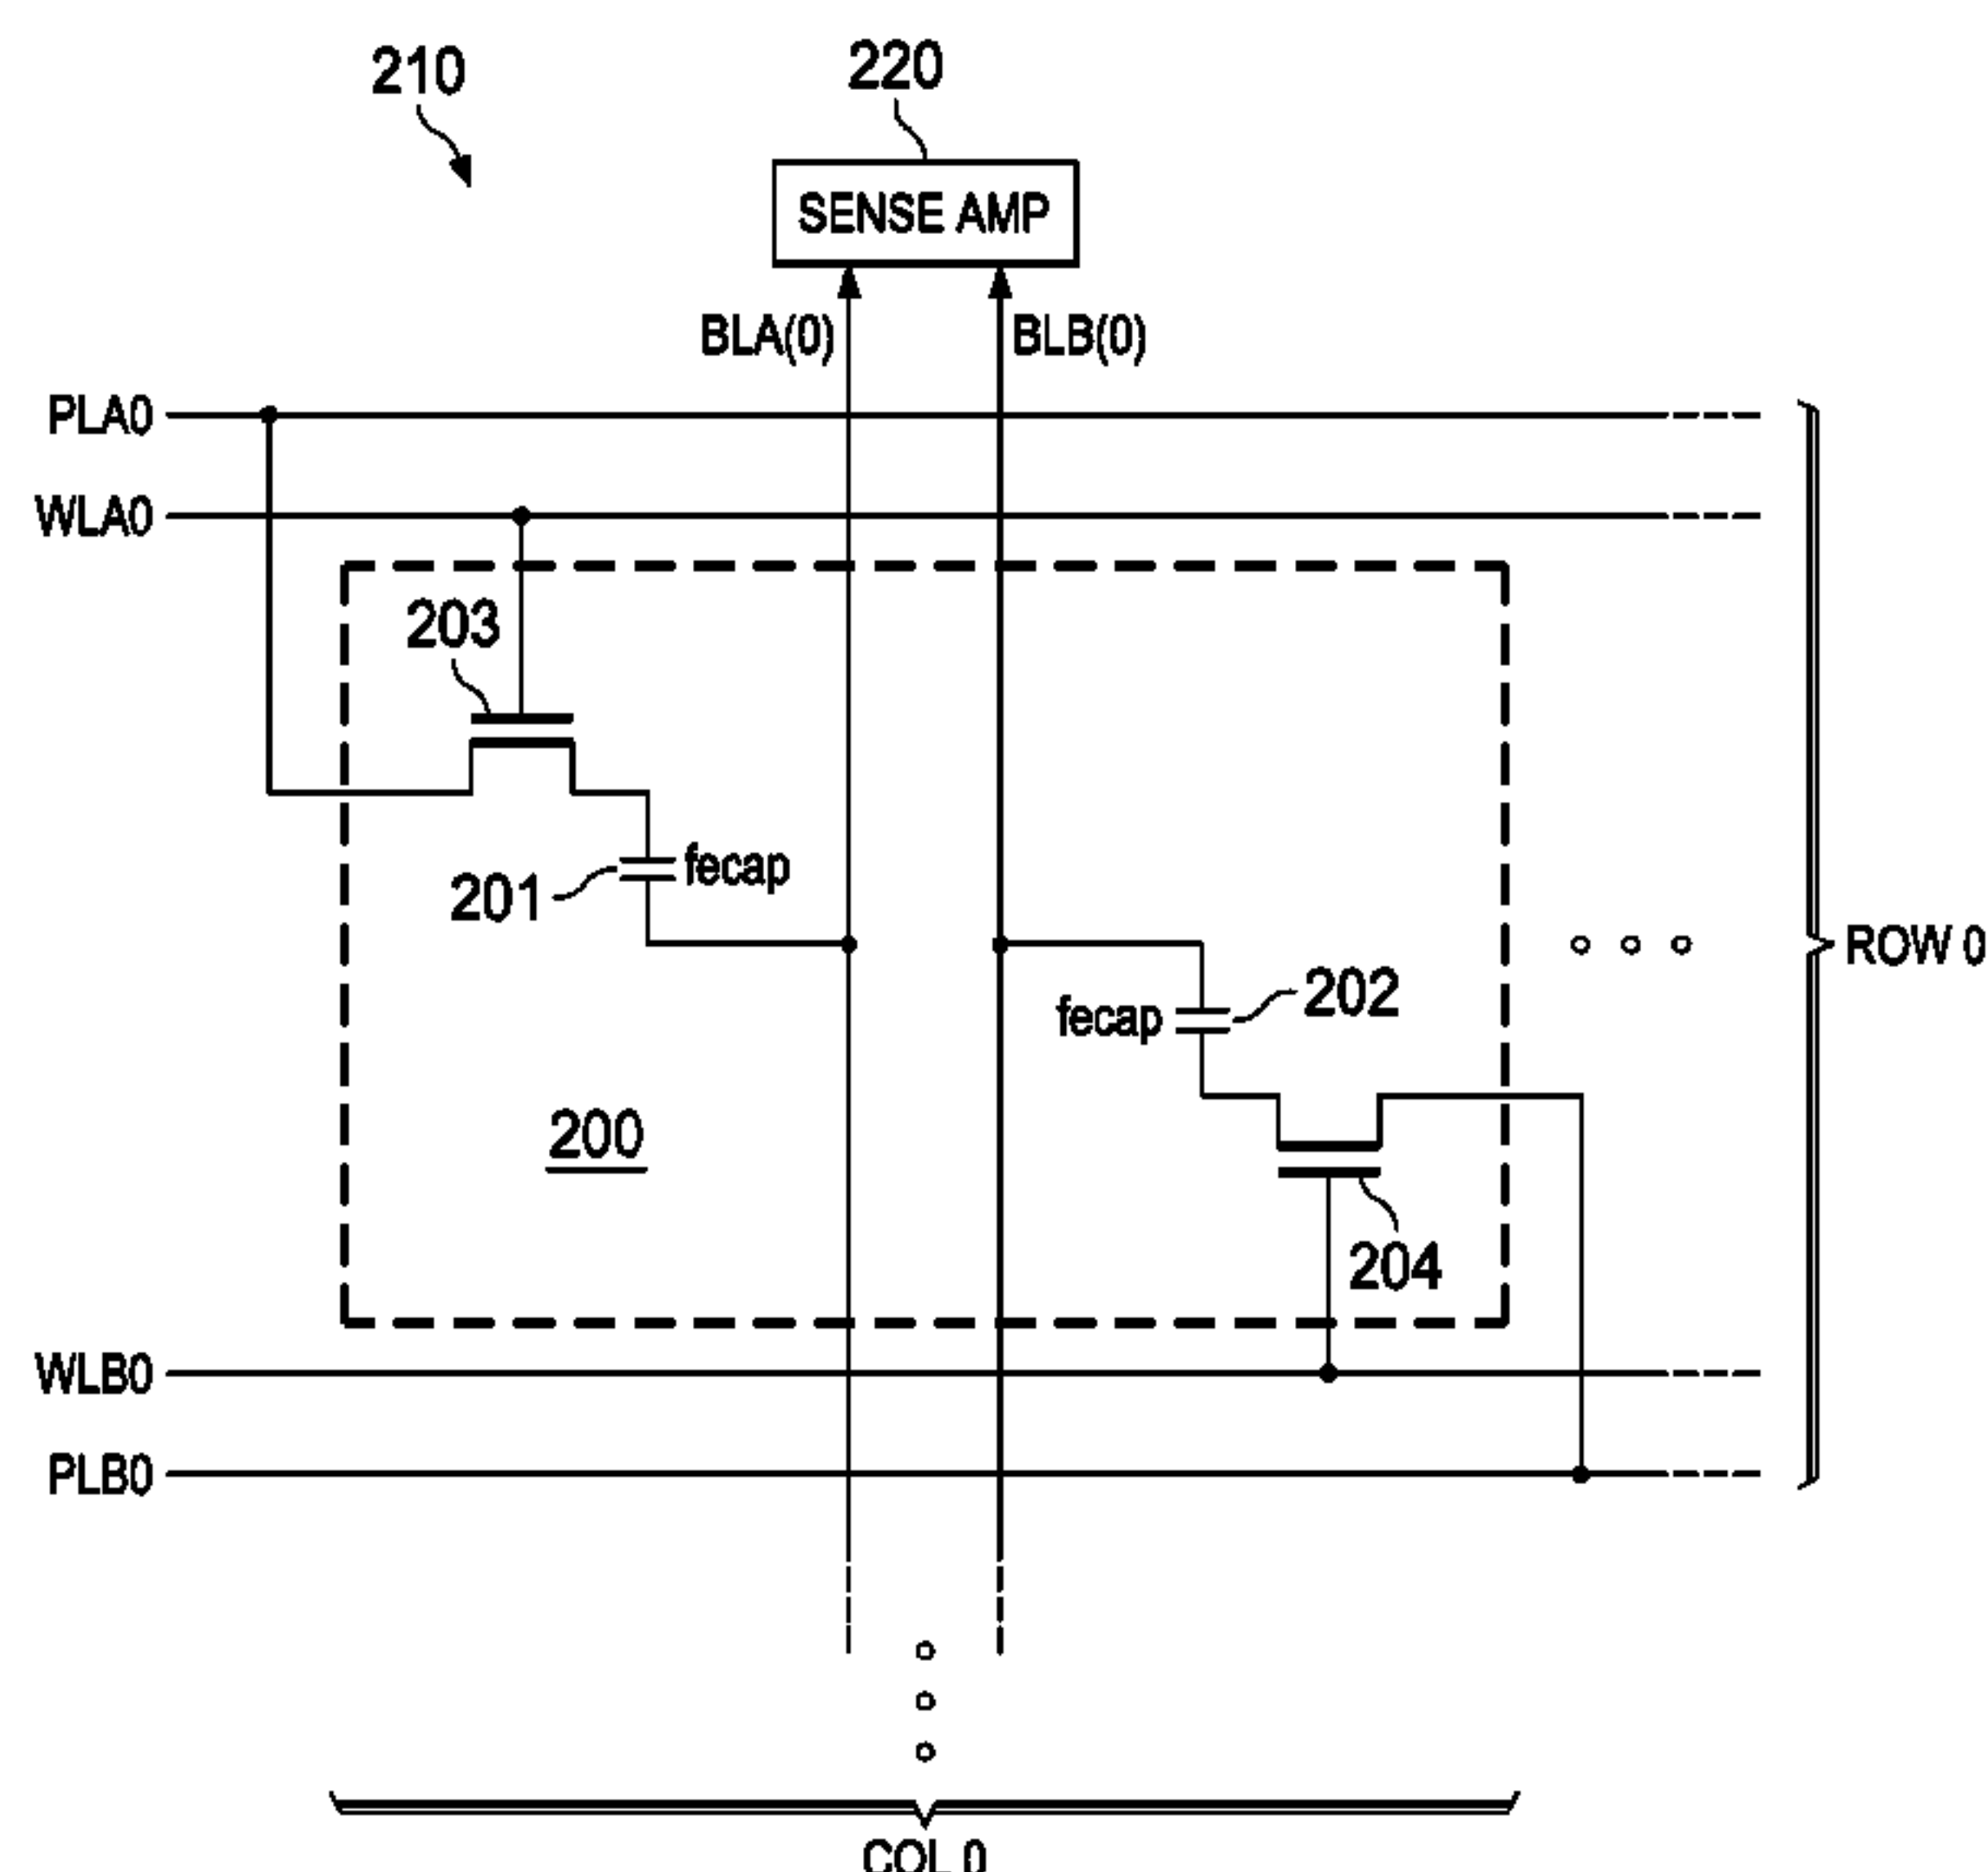 210
220
SENSE AMP
BLA(0)
BLB(0)
PLA0
WLA0
203
fecap
201
ROW 0
202
fecap
200
204
WLB0
PLB0
COL 0